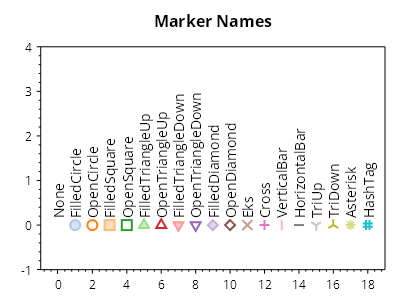 Marker Names
4
3
2
1
0
-1
None
FilledCircle
OpenCircle
FilledSquare
OpenSquare
FilledTriangleUp
OpenTriangleUp
FilledTriangleDown
OpenTriangleDown
FilledDiamond
OpenDiamond
Eks
Cross
VerticalBar
HorizontalBar
TriUp
TriDown
Asterisk
HashTag
0 2 4 6 8 10 12 14 16 18